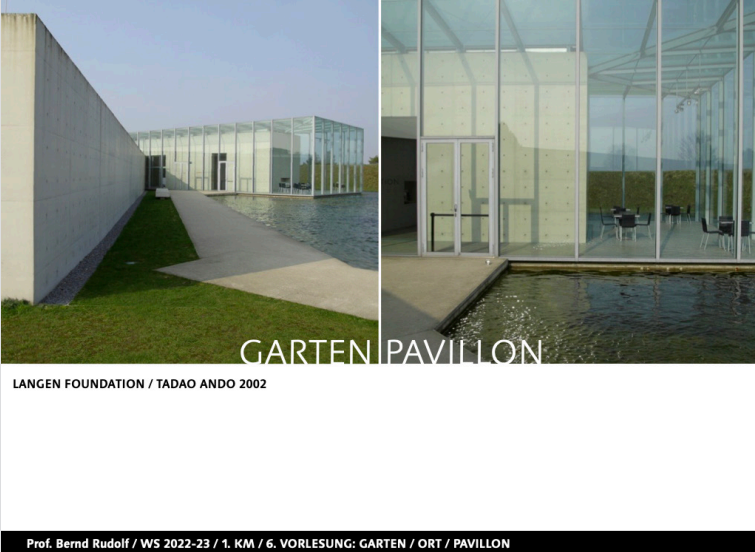 GARTEN PAVILLON
LANGEN FOUNDATION / TADAO ANDO 2002
Prof. Bernd Rudolf / WS 2022-23 / 1. KM / 6. VORLESUNG: GARTEN / ORT / PAVILLON